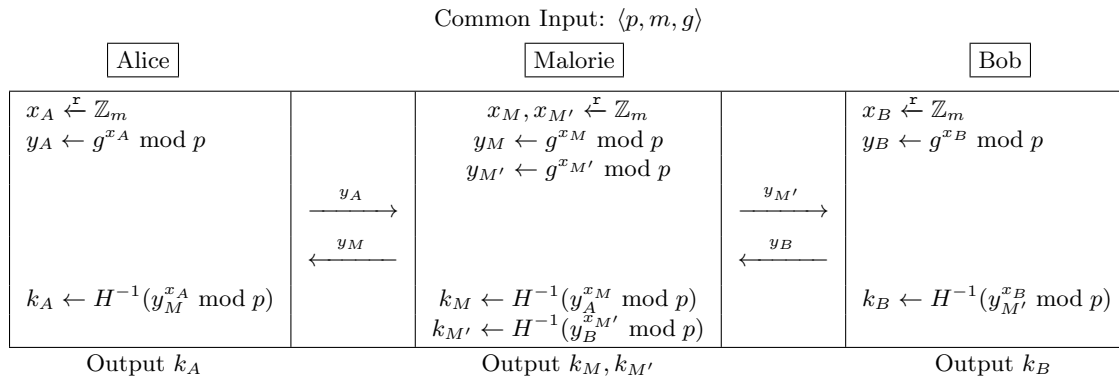 Common Input: ⟨p, m, g⟩
Alice Malorie Bob
x_A ←r ℤ_m x_M, x_{M′} ←r ℤ_m x_B ←r ℤ_m
y_A ← g^{x_A} mod p y_M ← g^{x_M} mod p y_B ← g^{x_B} mod p
y_{M′} ← g^{x_{M′}} mod p
y_A y_{M′}
y_M y_B
k_A ← H^{-1}(y_M^{x_A} mod p) k_M ← H^{-1}(y_A^{x_M} mod p) k_B ← H^{-1}(y_{M′}^{x_B} mod p)
k_{M′} ← H^{-1}(y_B^{x_{M′}} mod p)
Output k_A Output k_M, k_{M′} Output k_B